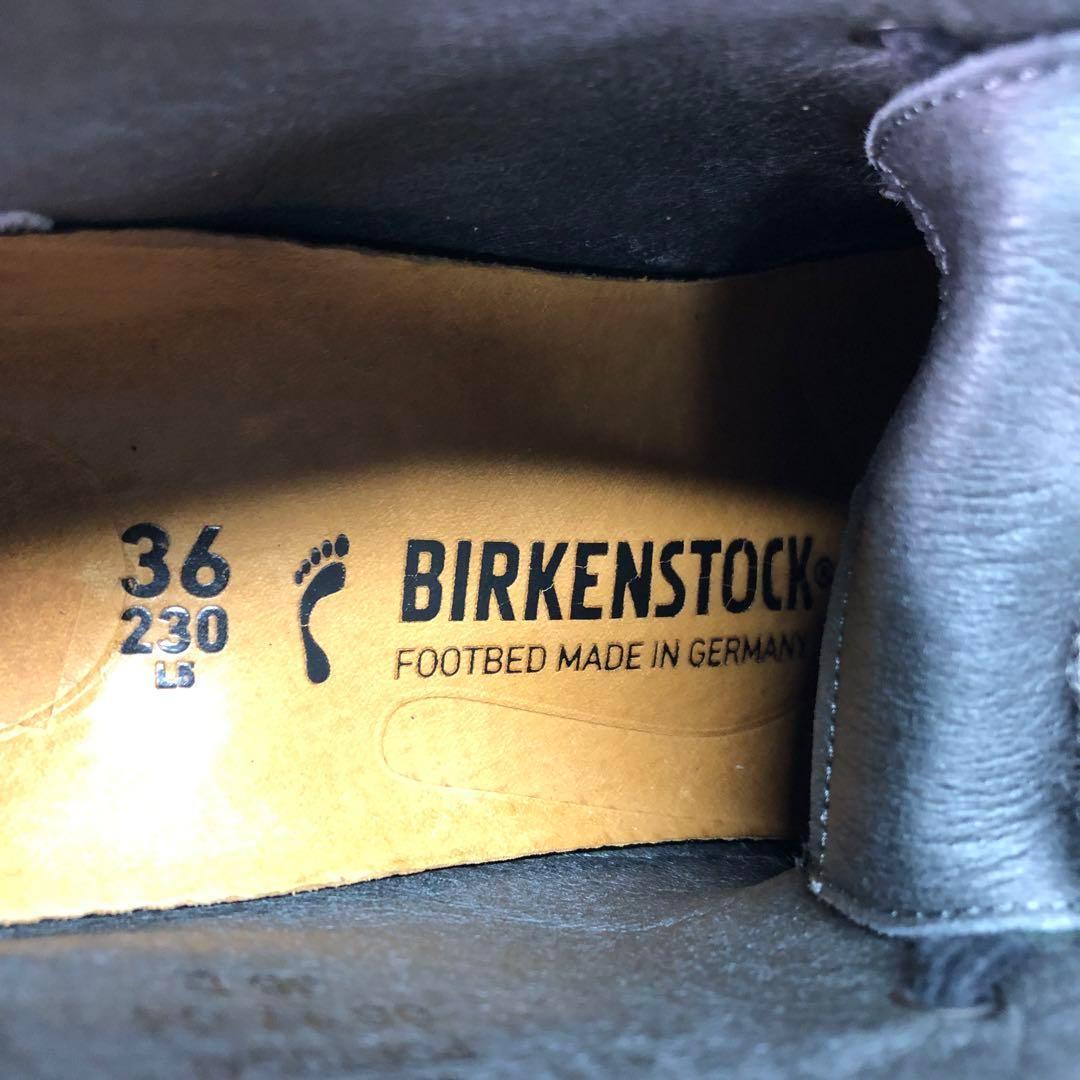 36
230
L5
BIRKENSTOCK®
FOOTBED MADE IN GERMANY